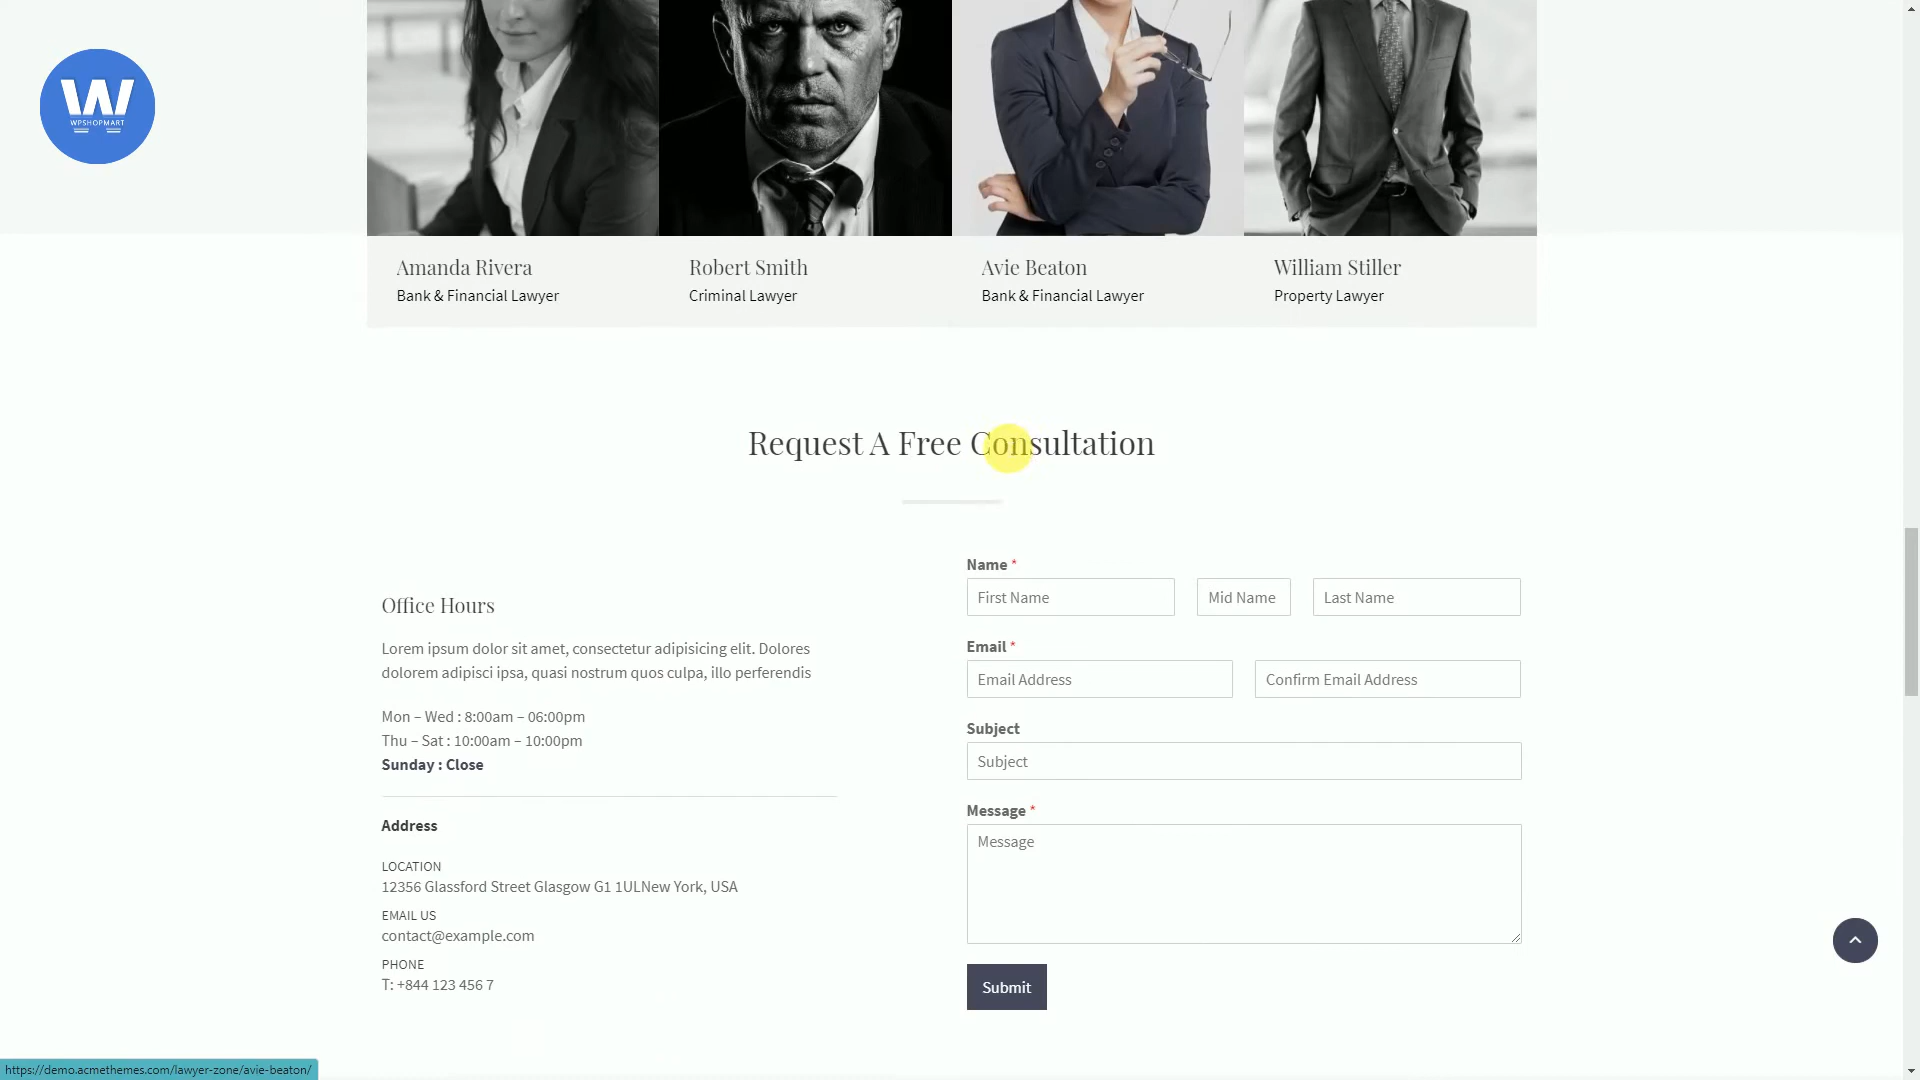 W
WPSHOPMART
Amanda Rivera
Bank & Financial Lawyer
Robert Smith
Criminal Lawyer
Avie Beaton
Bank & Financial Lawyer
William Stiller
Property Lawyer
Request A Free Consultation
Office Hours
Lorem ipsum dolor sit amet, consectetur adipisicing elit. Dolores
dolorem adipisci ipsa, quasi nostrum quos culpa, illo perferendis
Mon – Wed : 8:00am – 06:00pm
Thu – Sat : 10:00am – 10:00pm
Sunday : Close
Address
LOCATION
12356 Glassford Street Glasgow G1 1ULNew York, USA
EMAIL US
contact@example.com
PHONE
T: +844 123 456 7
Name *
First Name
Mid Name
Last Name
Email *
Email Address
Confirm Email Address
Subject
Subject
Message *
Message
Submit
https://demo.acmethemes.com/lawyer-zone/avie-beaton/